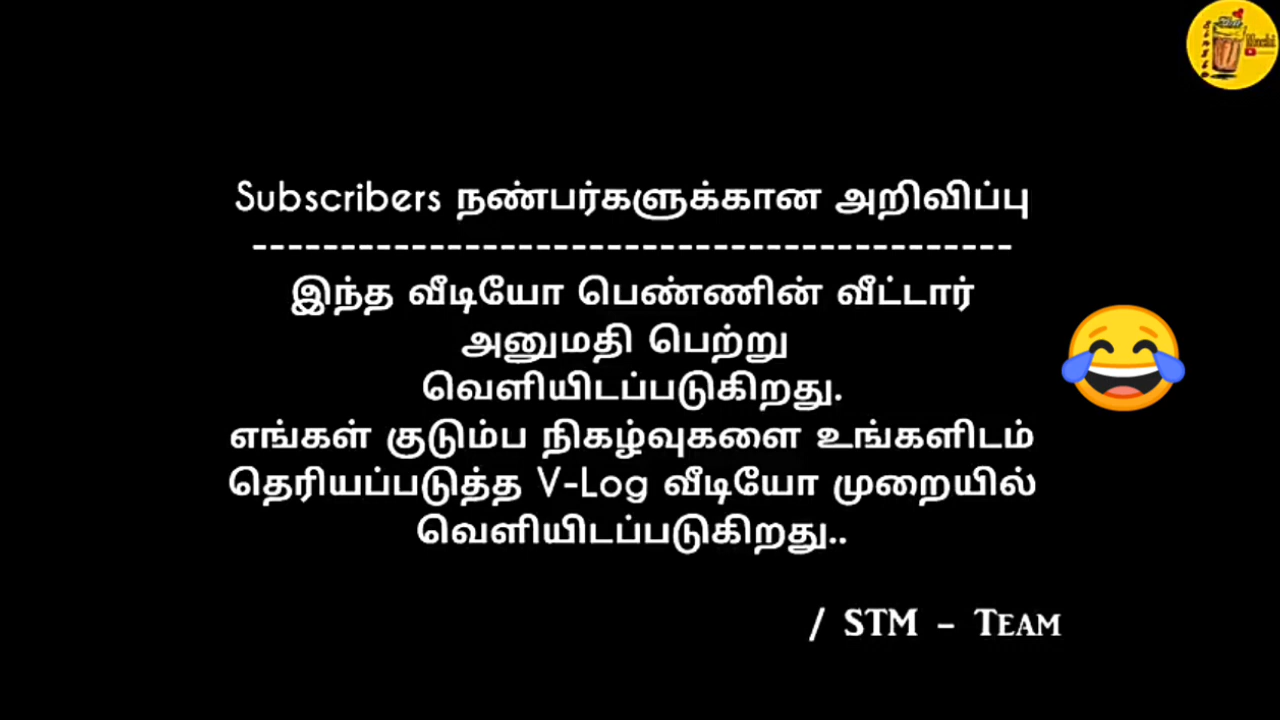 Subscribers நண்பர்களுக்கான அறிவிப்பு
-------------------------------------------
இந்த வீடியோ பெண்ணின் வீட்டார்
அனுமதி பெற்று
வெளியிடப்படுகிறது.
எங்கள் குடும்ப நிகழ்வுகளை உங்களிடம்
தெரியப்படுத்த V-Log வீடியோ முறையில்
வெளியிடப்படுகிறது..
/ STM - TEAM